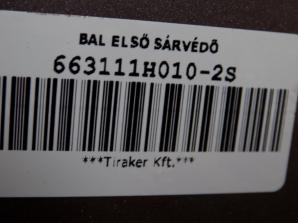 BAL ELSŐ SÁRVÉDŐ
663111H010-2S
***Tiraker Kft.***